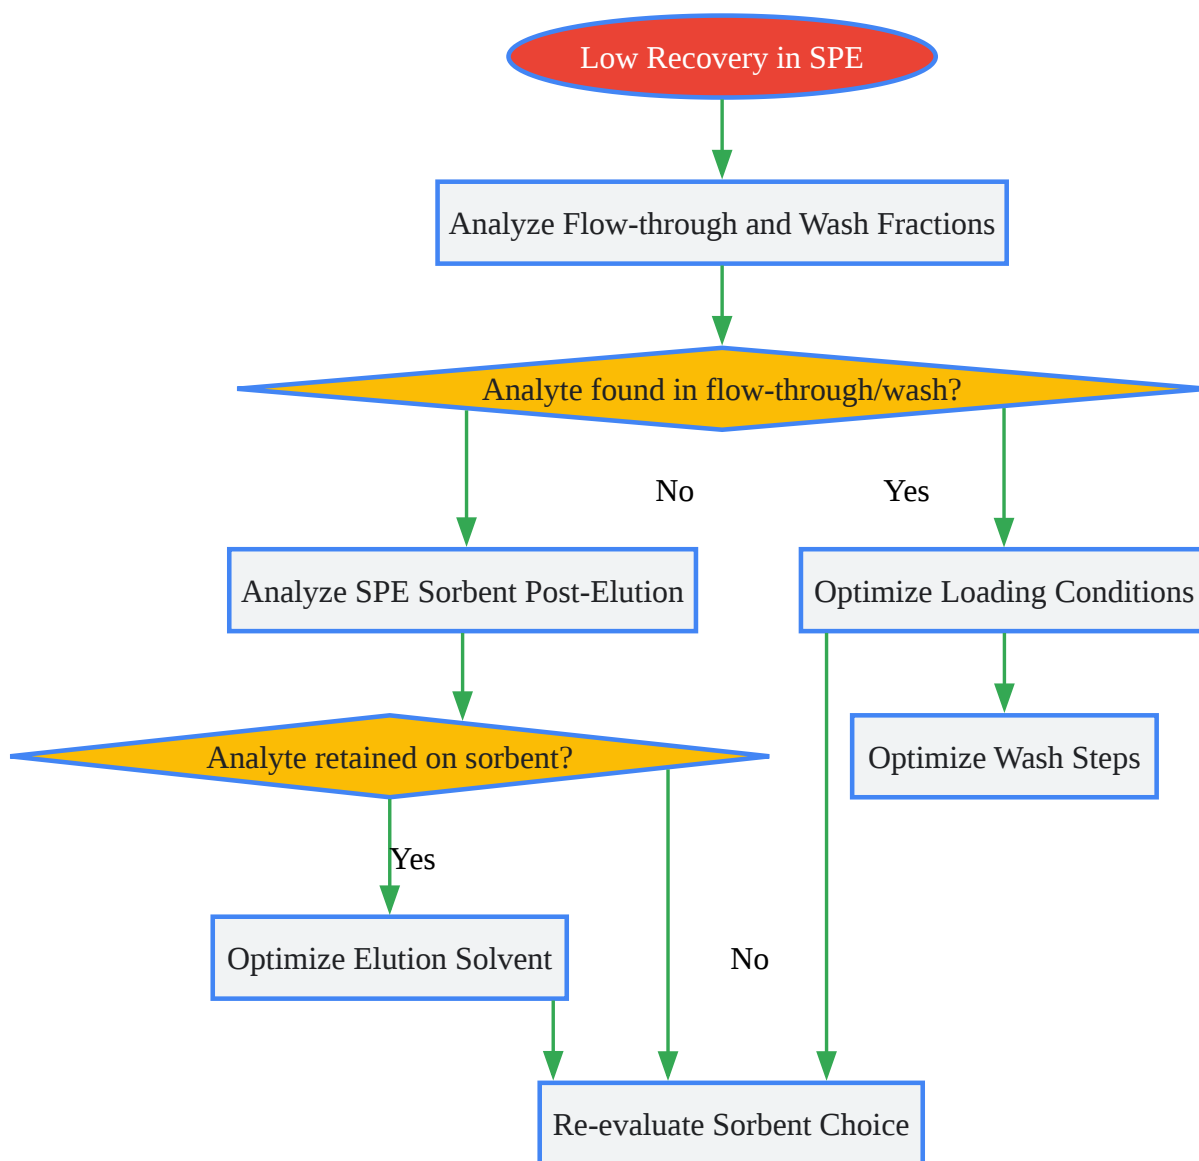 Low Recovery in SPE
Analyze Flow-through and Wash Fractions
Analyte found in flow-through/wash?
No
Yes
Analyze SPE Sorbent Post-Elution
Optimize Loading Conditions
Analyte retained on sorbent?
Optimize Wash Steps
Yes
Optimize Elution Solvent
No
Re-evaluate Sorbent Choice